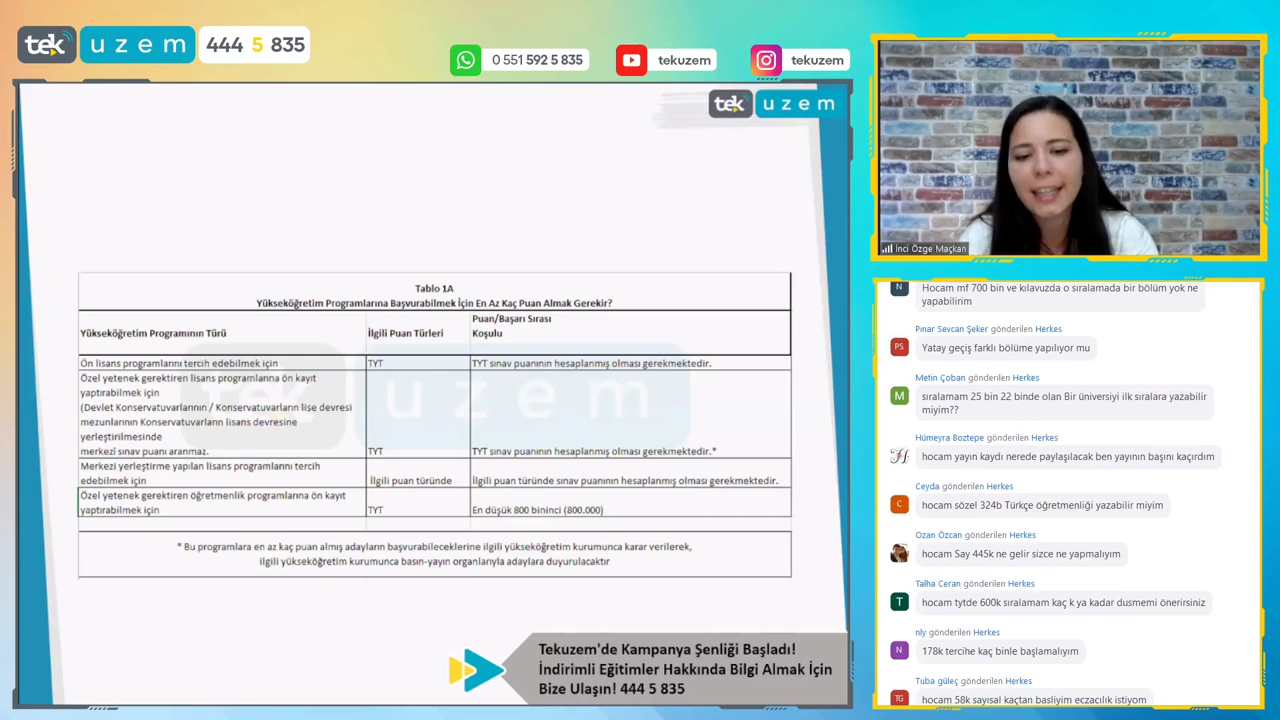 tek uzem 444 5 835
0 551 592 5 835
tekuzem
tekuzem
tek uzem
Tablo 1A
Yükseköğretim Programlarına Başvurabilmek İçin En Az Kaç Puan Almak Gerekir?
Yükseköğretim Programının Türü
İlgili Puan Türleri
Puan/Başarı Sırası
Koşulu
Ön lisans programlarını tercih edebilmek için
TYT
TYT sınav puanının hesaplanmış olması gerekmektedir.
Özel yetenek gerektiren lisans programlarına ön kayıt
yaptırabilmek için
(Devlet Konservatuvarlarının / Konservatuvarların lise devresi
mezunlarının Konservatuvarların lisans devresine
yerleştirilmesinde
merkezî sınav puanı aranmaz.
TYT
TYT sınav puanının hesaplanmış olması gerekmektedir.*
Merkezi yerleştirme yapılan lisans programlarını tercih
edebilmek için
İlgili puan türünde
İlgili puan türünde sınav puanının hesaplanmış olması gerekmektedir.
Özel yetenek gerektiren öğretmenlik programlarına ön kayıt
yaptırabilmek için
TYT
En düşük 800 bininci (800.000)
* Bu programlara en az kaç puan almış adayların başvurabileceklerine ilgili yükseköğretim kurumunca karar verilerek,
ilgili yükseköğretim kurumunca basın-yayın organlarıyla adaylara duyurulacaktır
tek uzem
Tekuzem'de Kampanya Şenliği Başladı!
İndirimli Eğitimler Hakkında Bilgi Almak İçin
Bize Ulaşın! 444 5 835
İnci Özge Maçkan
N
Hocam mf 700 bin ve kılavuzda o sıralamada bir bölüm yok ne
yapabilirim
Pınar Sevcan Şeker gönderilen Herkes
PS
Yatay geçiş farklı bölüme yapılıyor mu
Metin Çoban gönderilen Herkes
M
sıralamam 25 bin 22 binde olan Bir üniversiyi ilk sıralara yazabilir
miyim??
Hümeyra Boztepe gönderilen Herkes
hocam yayın kaydı nerede paylaşılacak ben yayının başını kaçırdım
Ceyda gönderilen Herkes
C
hocam sözel 324b Türkçe öğretmenliği yazabilir miyim
Ozan Özcan gönderilen Herkes
hocam Say 445k ne gelir sizce ne yapmalıyım
Talha Ceran gönderilen Herkes
T
hocam tytde 600k sıralamam kaç k ya kadar dusmemi önerirsiniz
nly gönderilen Herkes
N
178k tercihe kaç binle başlamalıyım
Tuba güleç gönderilen Herkes
TG
hocam 58k sayısal kaçtan basliyim eczacılık istiyom